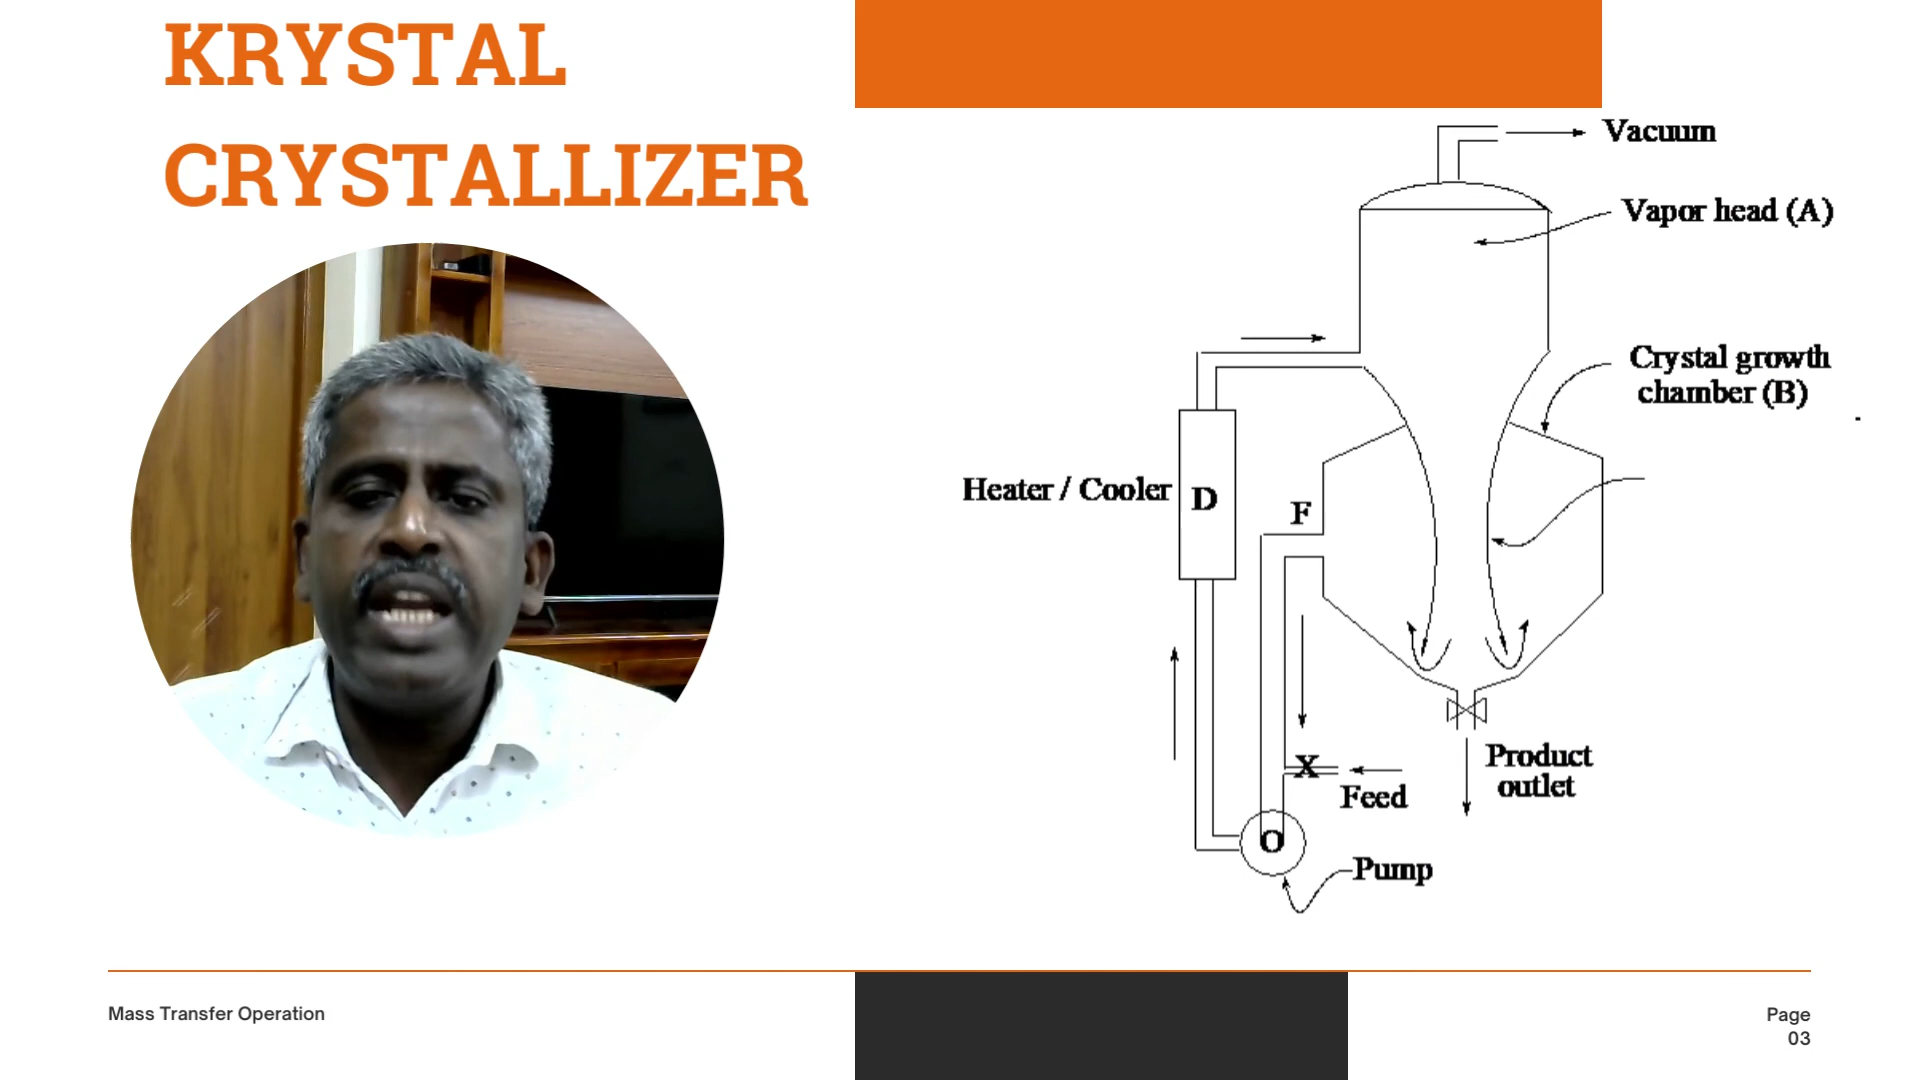 KRYSTAL
CRYSTALLIZER
Vacuum
Vapor head (A)
Crystal growth
chamber (B)
Heater / Cooler
D
F
X
Feed
Product
outlet
O
Pump
Mass Transfer Operation
Page
03